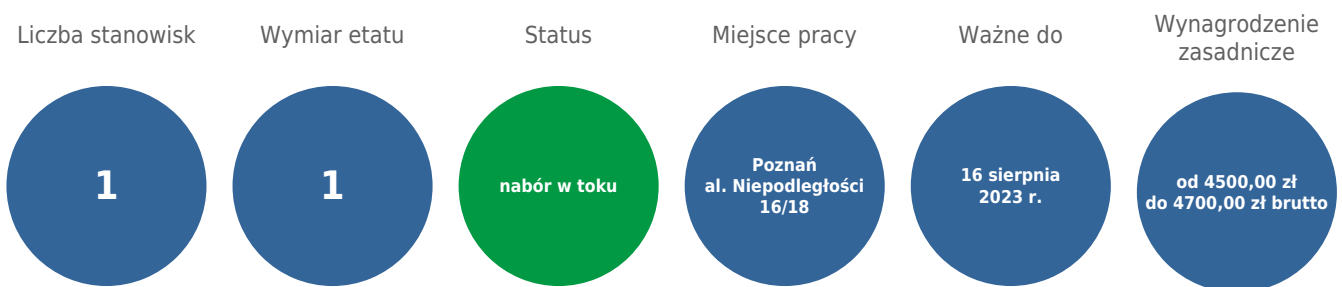 Liczba stanowisk
Wymiar etatu
Status
Miejsce pracy
Ważne do
Wynagrodzenie
zasadnicze
1
1
nabór w toku
Poznań
al. Niepodległości
16/18
16 sierpnia
2023 r.
od 4500,00 zł
do 4700,00 zł brutto